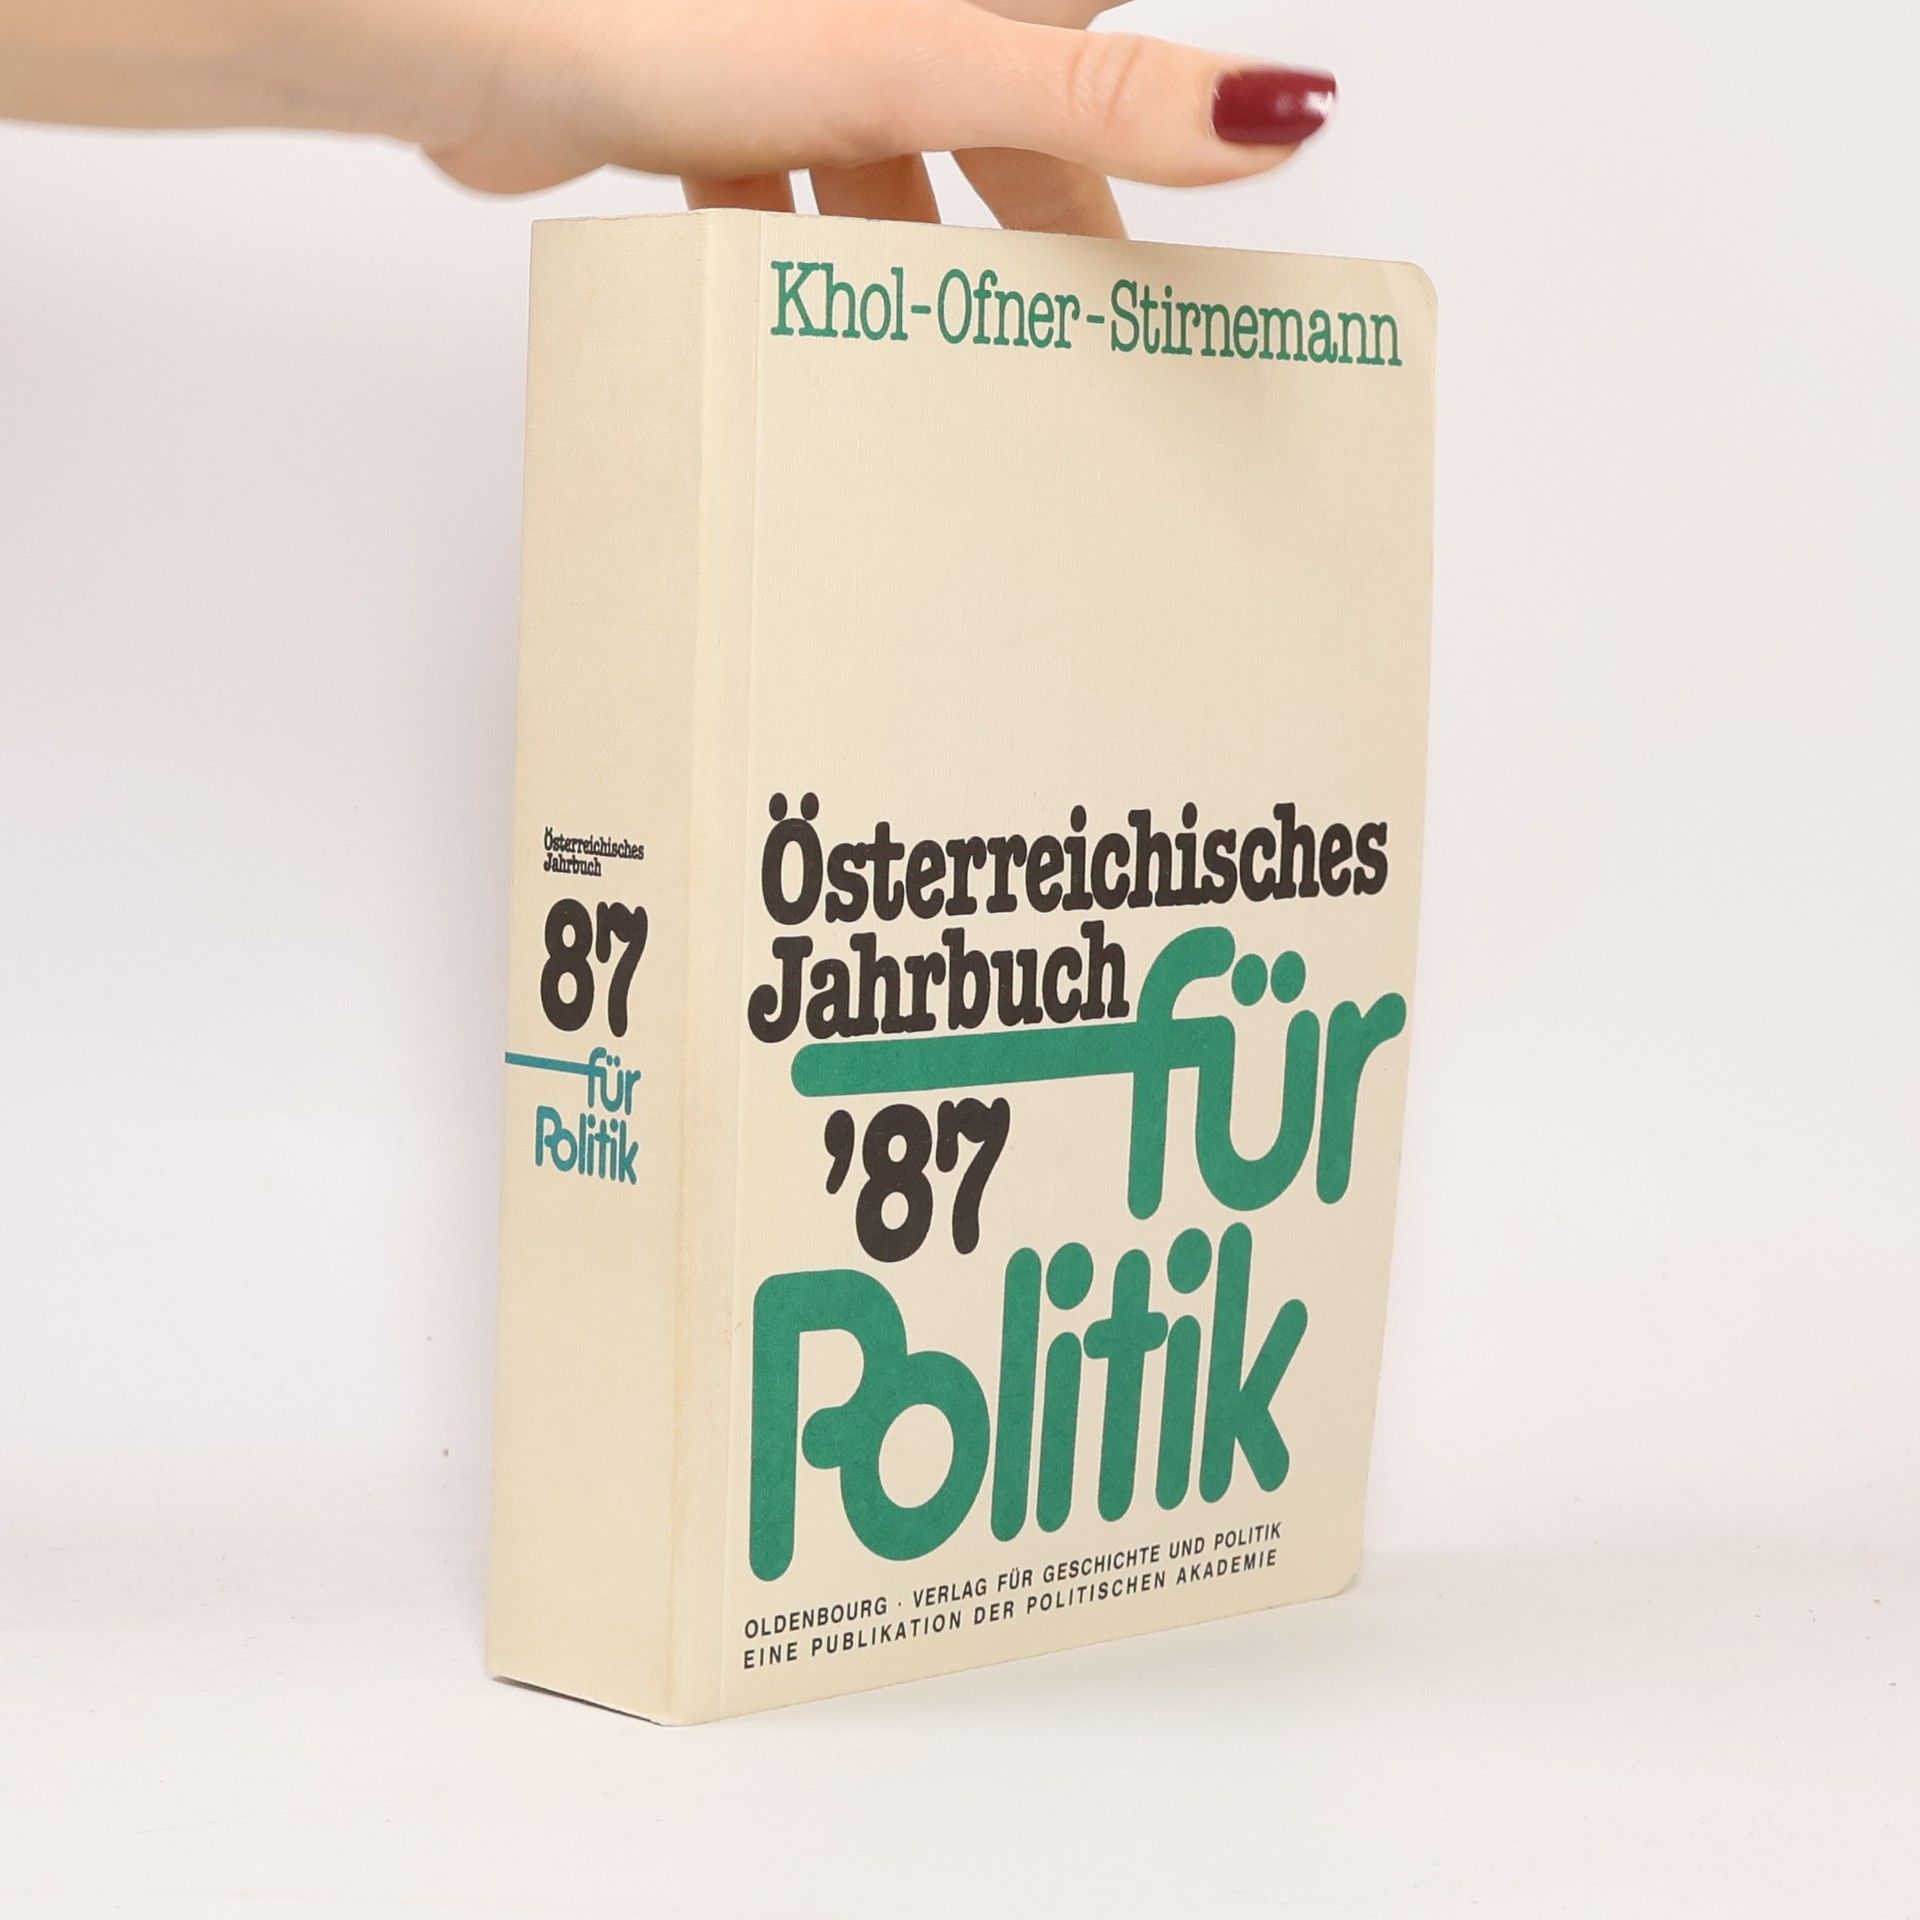 Khol-Ofner-Stirnemann
Österreichisches
Jahrbuch für
'87
Politik
OLDENBOURG · VERLAG FÜR GESCHICHTE UND POLITIK
EINE PUBLIKATION DER POLITISCHEN AKADEMIE
Österreichisches
Jahrbuch
87
für
Politik